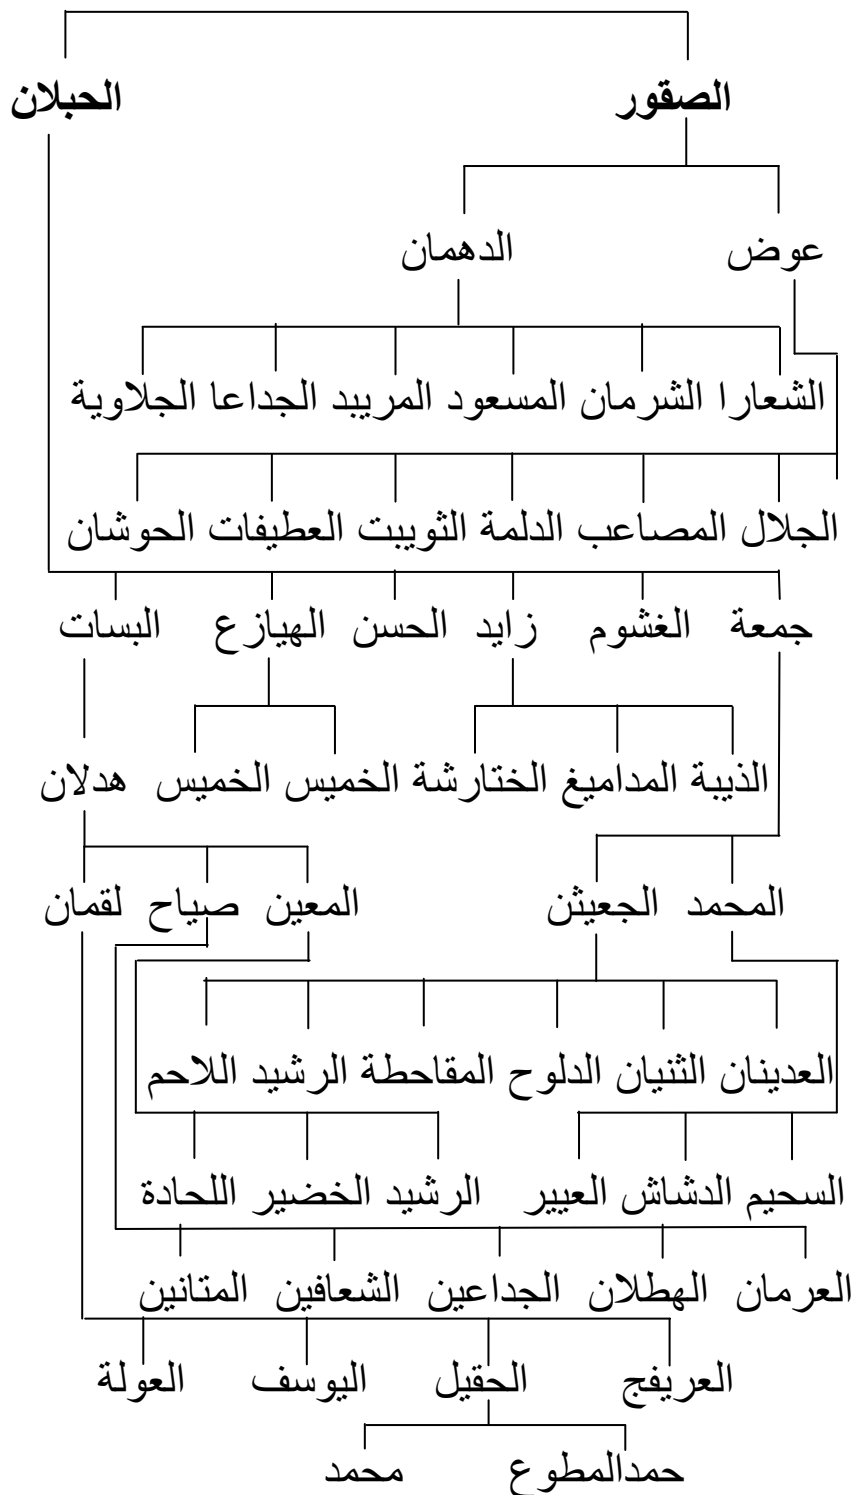 الصقور الحبلان
عوض الدهمان
الشعارا الشرمان المسعود المريبد الجداعا الجلاوية
الجلال المصاعب الدلمة الثويبت العطيفات الحوشان
جمعة الغشوم زايد الحسن الهيازع البسات
الذيبة المداميغ الختارشة الخميس الخميس هدلان
المحمد الجعيثن المعين صياح لقمان
العدينان الثنيان الدلوح المقاحطة الرشيد اللاحم
السحيم الدشاش العيير الرشيد الخضير اللحادة
العرمان الهطلان الجداعين الشعافين المتانين
العريفج الحقيل اليوسف العولة
حمدالمطوع محمد